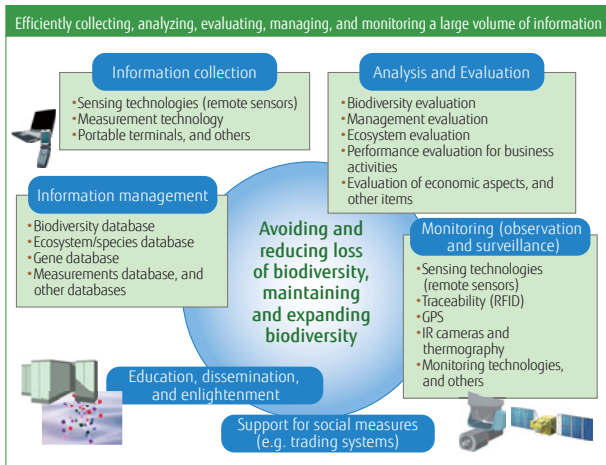 Efficiently collecting, analyzing, evaluating, managing, and monitoring a large volume of information
Information collection
•Sensing technologies (remote sensors)
•Measurement technology
•Portable terminals, and others
Analysis and Evaluation
•Biodiversity evaluation
•Management evaluation
•Ecosystem evaluation
•Performance evaluation for business
activities
•Evaluation of economic aspects, and
other items
Information management
•Biodiversity database
•Ecosystem/species database
•Gene database
•Measurements database, and
other databases
Avoiding and
reducing loss
of biodiversity,
maintaining
and expanding
biodiversity
Monitoring (observation
and surveillance)
•Sensing technologies
(remote sensors)
•Traceability (RFID)
•GPS
•IR cameras and
thermography
•Monitoring technologies,
and others
Education, dissemination,
and enlightenment
Support for social measures
(e.g. trading systems)